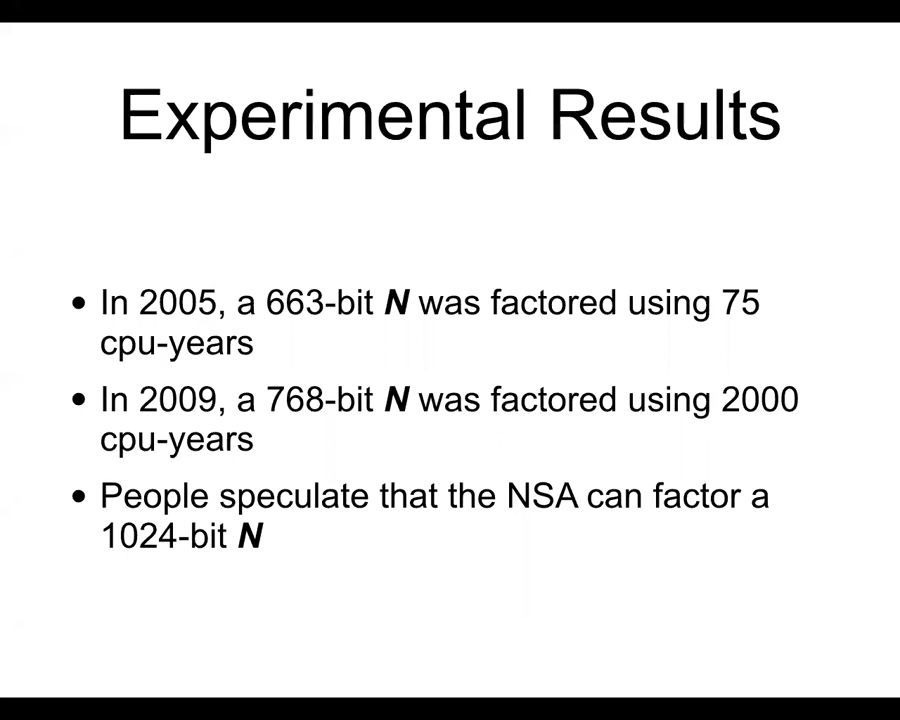 Experimental Results
• In 2005, a 663-bit N was factored using 75
cpu-years
• In 2009, a 768-bit N was factored using 2000
cpu-years
• People speculate that the NSA can factor a
1024-bit N